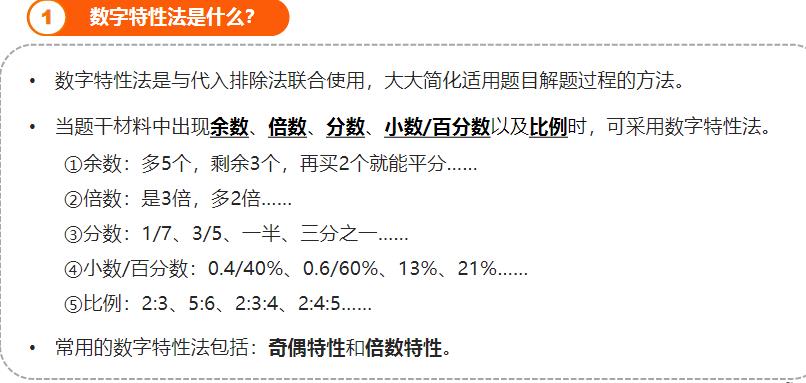 1 数字特性法是什么?
• 数字特性法是与代入排除法联合使用，大大简化适用题目解题过程的方法。
• 当题干材料中出现余数、倍数、分数、小数/百分数以及比例时，可采用数字特性法。
①余数：多5个，剩余3个，再买2个就能平分......
②倍数：是3倍，多2倍......
③分数：1/7、3/5、一半、三分之一......
④小数/百分数：0.4/40%、0.6/60%、13%、21%......
⑤比例：2:3、5:6、2:3:4、2:4:5......
• 常用的数字特性法包括：奇偶特性和倍数特性。